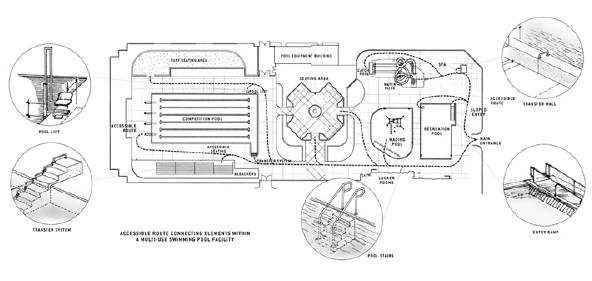 TURF SEATING AREA
POOL EQUIPMENT BUILDING
SEATING AREA
CATCH
POOL
WATER
SLIDE
SPA
POOL LIFT
COMPETITION POOL
ACCESSIBLE
ROUTE
ACCESSIBLE
SEATING
BLEACHERS
TRANSFER SYSTEM
WADING
POOL
RECREATION
POOL
SLOPED
ENTRY
ACCESSIBLE
ROUTE
MAIN
ENTRANCE
LOCKER
ROOMS
POOL LIFT
TRANSFER WALL
TRANSFER SYSTEM
POOL STAIRS
ENTRY RAMP
ACCESSIBLE ROUTE CONNECTING ELEMENTS WITHIN
A MULTI-USE SWIMMING POOL FACILITY